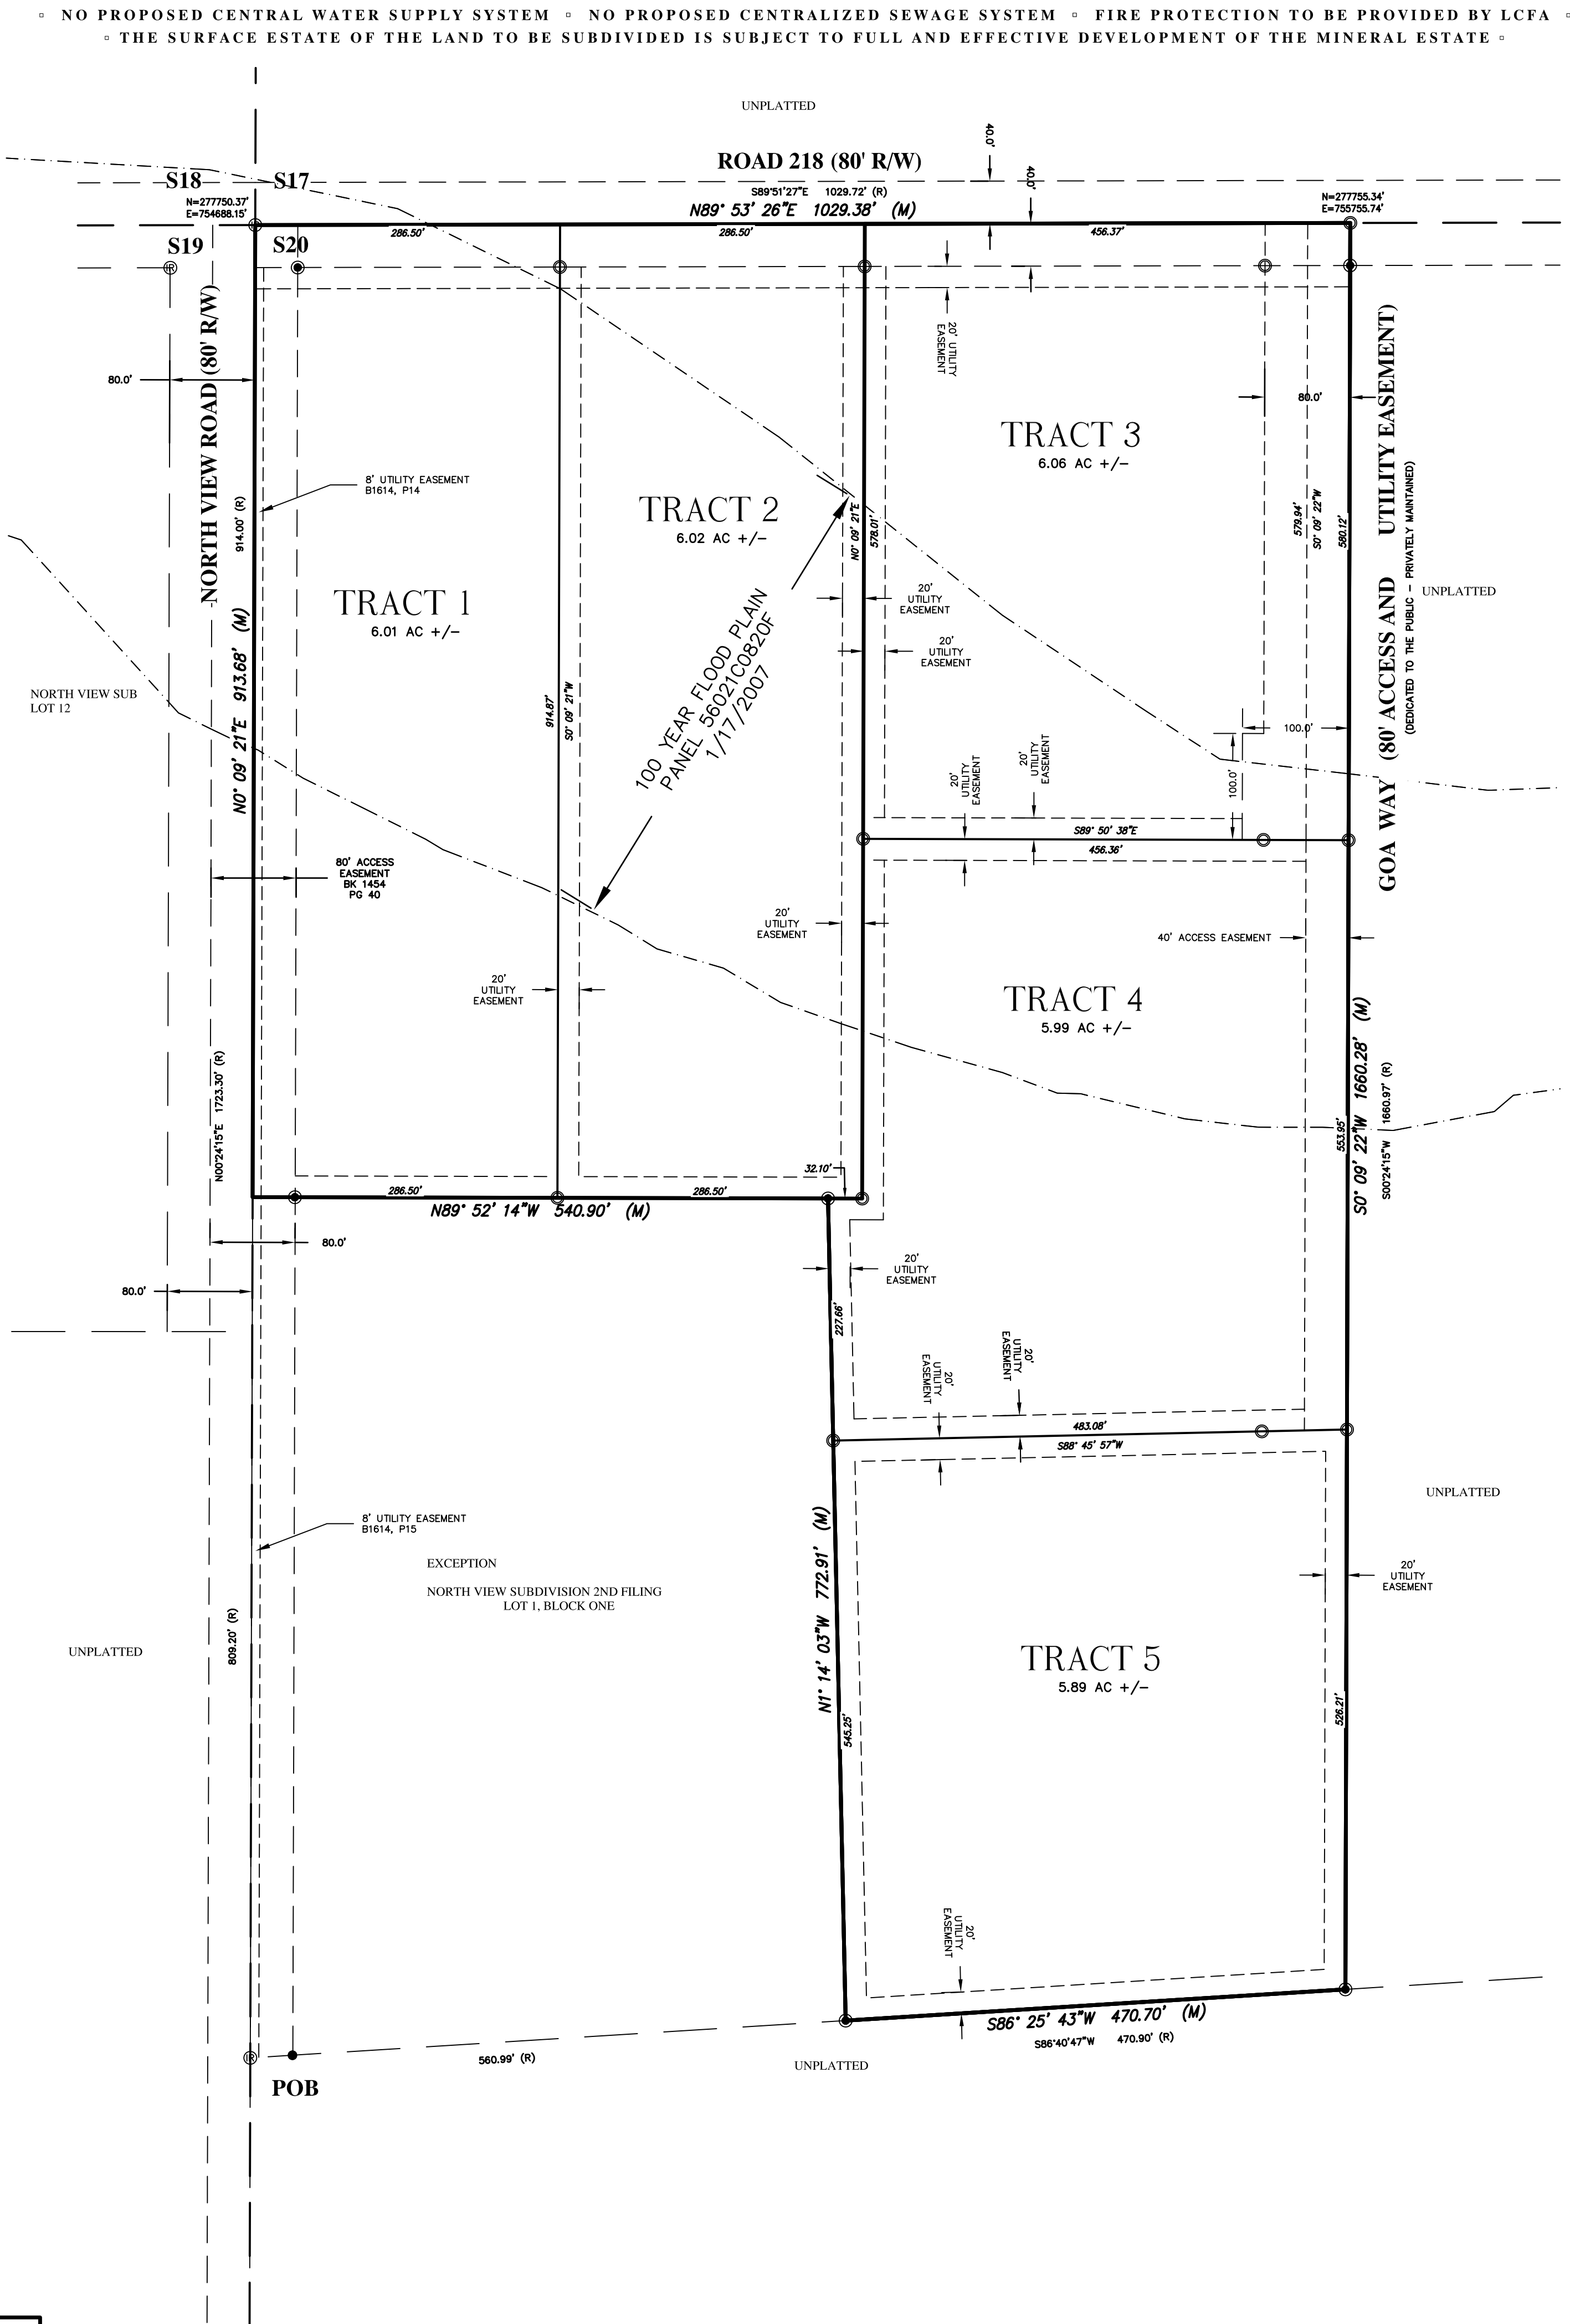 ▫ NO PROPOSED CENTRAL WATER SUPPLY SYSTEM ▫ NO PROPOSED CENTRALIZED SEWAGE SYSTEM ▫ FIRE PROTECTION TO BE PROVIDED BY LCFA ▫
▫ THE SURFACE ESTATE OF THE LAND TO BE SUBDIVIDED IS SUBJECT TO FULL AND EFFECTIVE DEVELOPMENT OF THE MINERAL ESTATE ▫
UNPLATTED
40.0'
ROAD 218 (80' R/W)
S18
S17
40.0'
S89°51'27"E 1029.72' (R)
N=277750.37'
E=754688.15'
N=277755.34'
E=755755.74'
N89° 53' 26"E 1029.38' (M)
286.50'
286.50'
456.37'
S19
S20
NORTH VIEW ROAD (80' R/W)
80.0'
20' UTILITY
EASEMENT
80.0'
GOA WAY (80' ACCESS AND UTILITY EASEMENT)
(DEDICATED TO THE PUBLIC - PRIVATELY MAINTAINED)
TRACT 3
6.06 AC +/-
8' UTILITY EASEMENT
B1614, P14
914.00' (R)
TRACT 2
6.02 AC +/-
N0° 09' 21"E
578.01'
579.94'
S0° 09' 22"W
580.12'
UNPLATTED
TRACT 1
6.01 AC +/-
20'
UTILITY
EASEMENT
20'
UTILITY
EASEMENT
N0° 09' 21"E 913.68' (M)
100 YEAR FLOOD PLAIN
PANEL 56021C0820F
1/17/2007
NORTH VIEW SUB
LOT 12
914.87'
S0° 09' 21"W
100.0'
100.0'
20'
UTILITY
EASEMENT
20'
UTILITY
EASEMENT
S89° 50' 38"E
456.36'
80' ACCESS
EASEMENT
BK 1454
PG 40
20'
UTILITY
EASEMENT
40' ACCESS EASEMENT
20'
UTILITY
EASEMENT
TRACT 4
5.99 AC +/-
N00°24'15"E 1723.30' (R)
553.95'
S0° 09' 22"W 1660.28' (M)
S00°24'15"W 1660.97' (R)
32.10'
286.50'
286.50'
N89° 52' 14"W 540.90' (M)
80.0'
20'
UTILITY
EASEMENT
80.0'
227.66'
20'
UTILITY
EASEMENT
20'
UTILITY
EASEMENT
483.08'
S88° 45' 57"W
UNPLATTED
8' UTILITY EASEMENT
B1614, P15
EXCEPTION
NORTH VIEW SUBDIVISION 2ND FILING
LOT 1, BLOCK ONE
20'
UTILITY
EASEMENT
N1° 14' 03"W 772.91' (M)
809.20' (R)
UNPLATTED
TRACT 5
5.89 AC +/-
545.25'
526.21'
20'
UTILITY
EASEMENT
S86° 25' 43"W 470.70' (M)
S86°40'47"W 470.90' (R)
560.99' (R)
UNPLATTED
IR
IR
POB